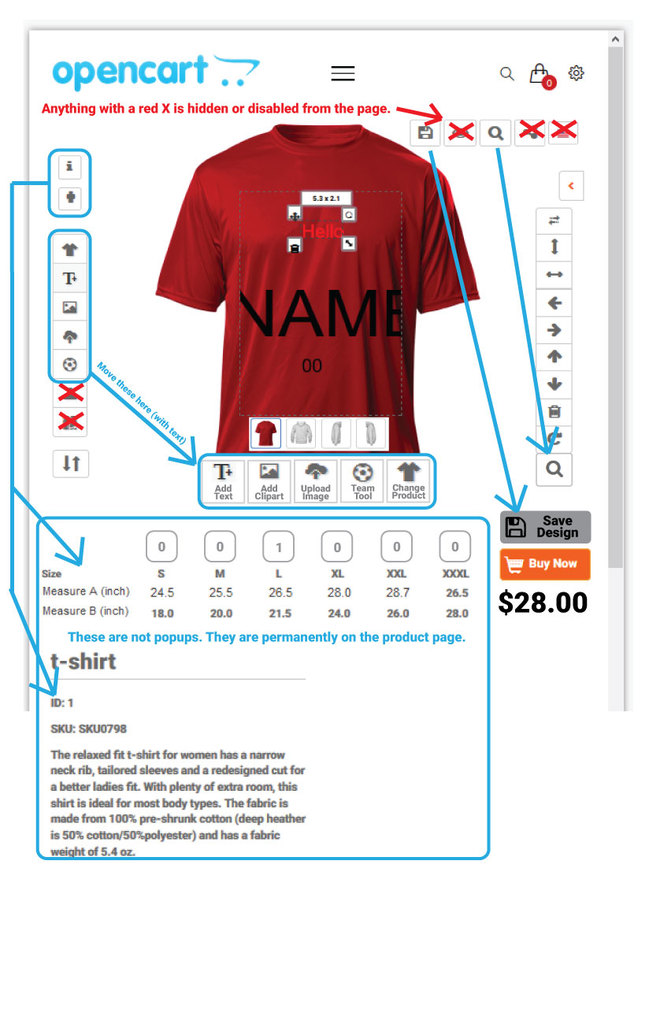 opencart
0
Anything with a red X is hidden or disabled from the page.
5.3 x 2.1
Hello
NAME
00
Move these here (with text)
Add Text
Add Clipart
Upload Image
Team Tool
Change Product
Save Design
Buy Now
$28.00
0 0 1 0 0 0
Size S M L XL XXL XXXL
Measure A (inch) 24.5 25.5 26.5 28.0 28.7 26.5
Measure B (inch) 18.0 20.0 21.5 24.0 26.0 28.0
These are not popups. They are permanently on the product page.
t-shirt
ID: 1
SKU: SKU0798
The relaxed fit t-shirt for women has a narrow
neck rib, tailored sleeves and a redesigned cut for
a better ladies fit. With plenty of extra room, this
shirt is ideal for most body types. The fabric is
made from 100% pre-shrunk cotton (deep heather
is 50% cotton/50%polyester) and has a fabric
weight of 5.4 oz.